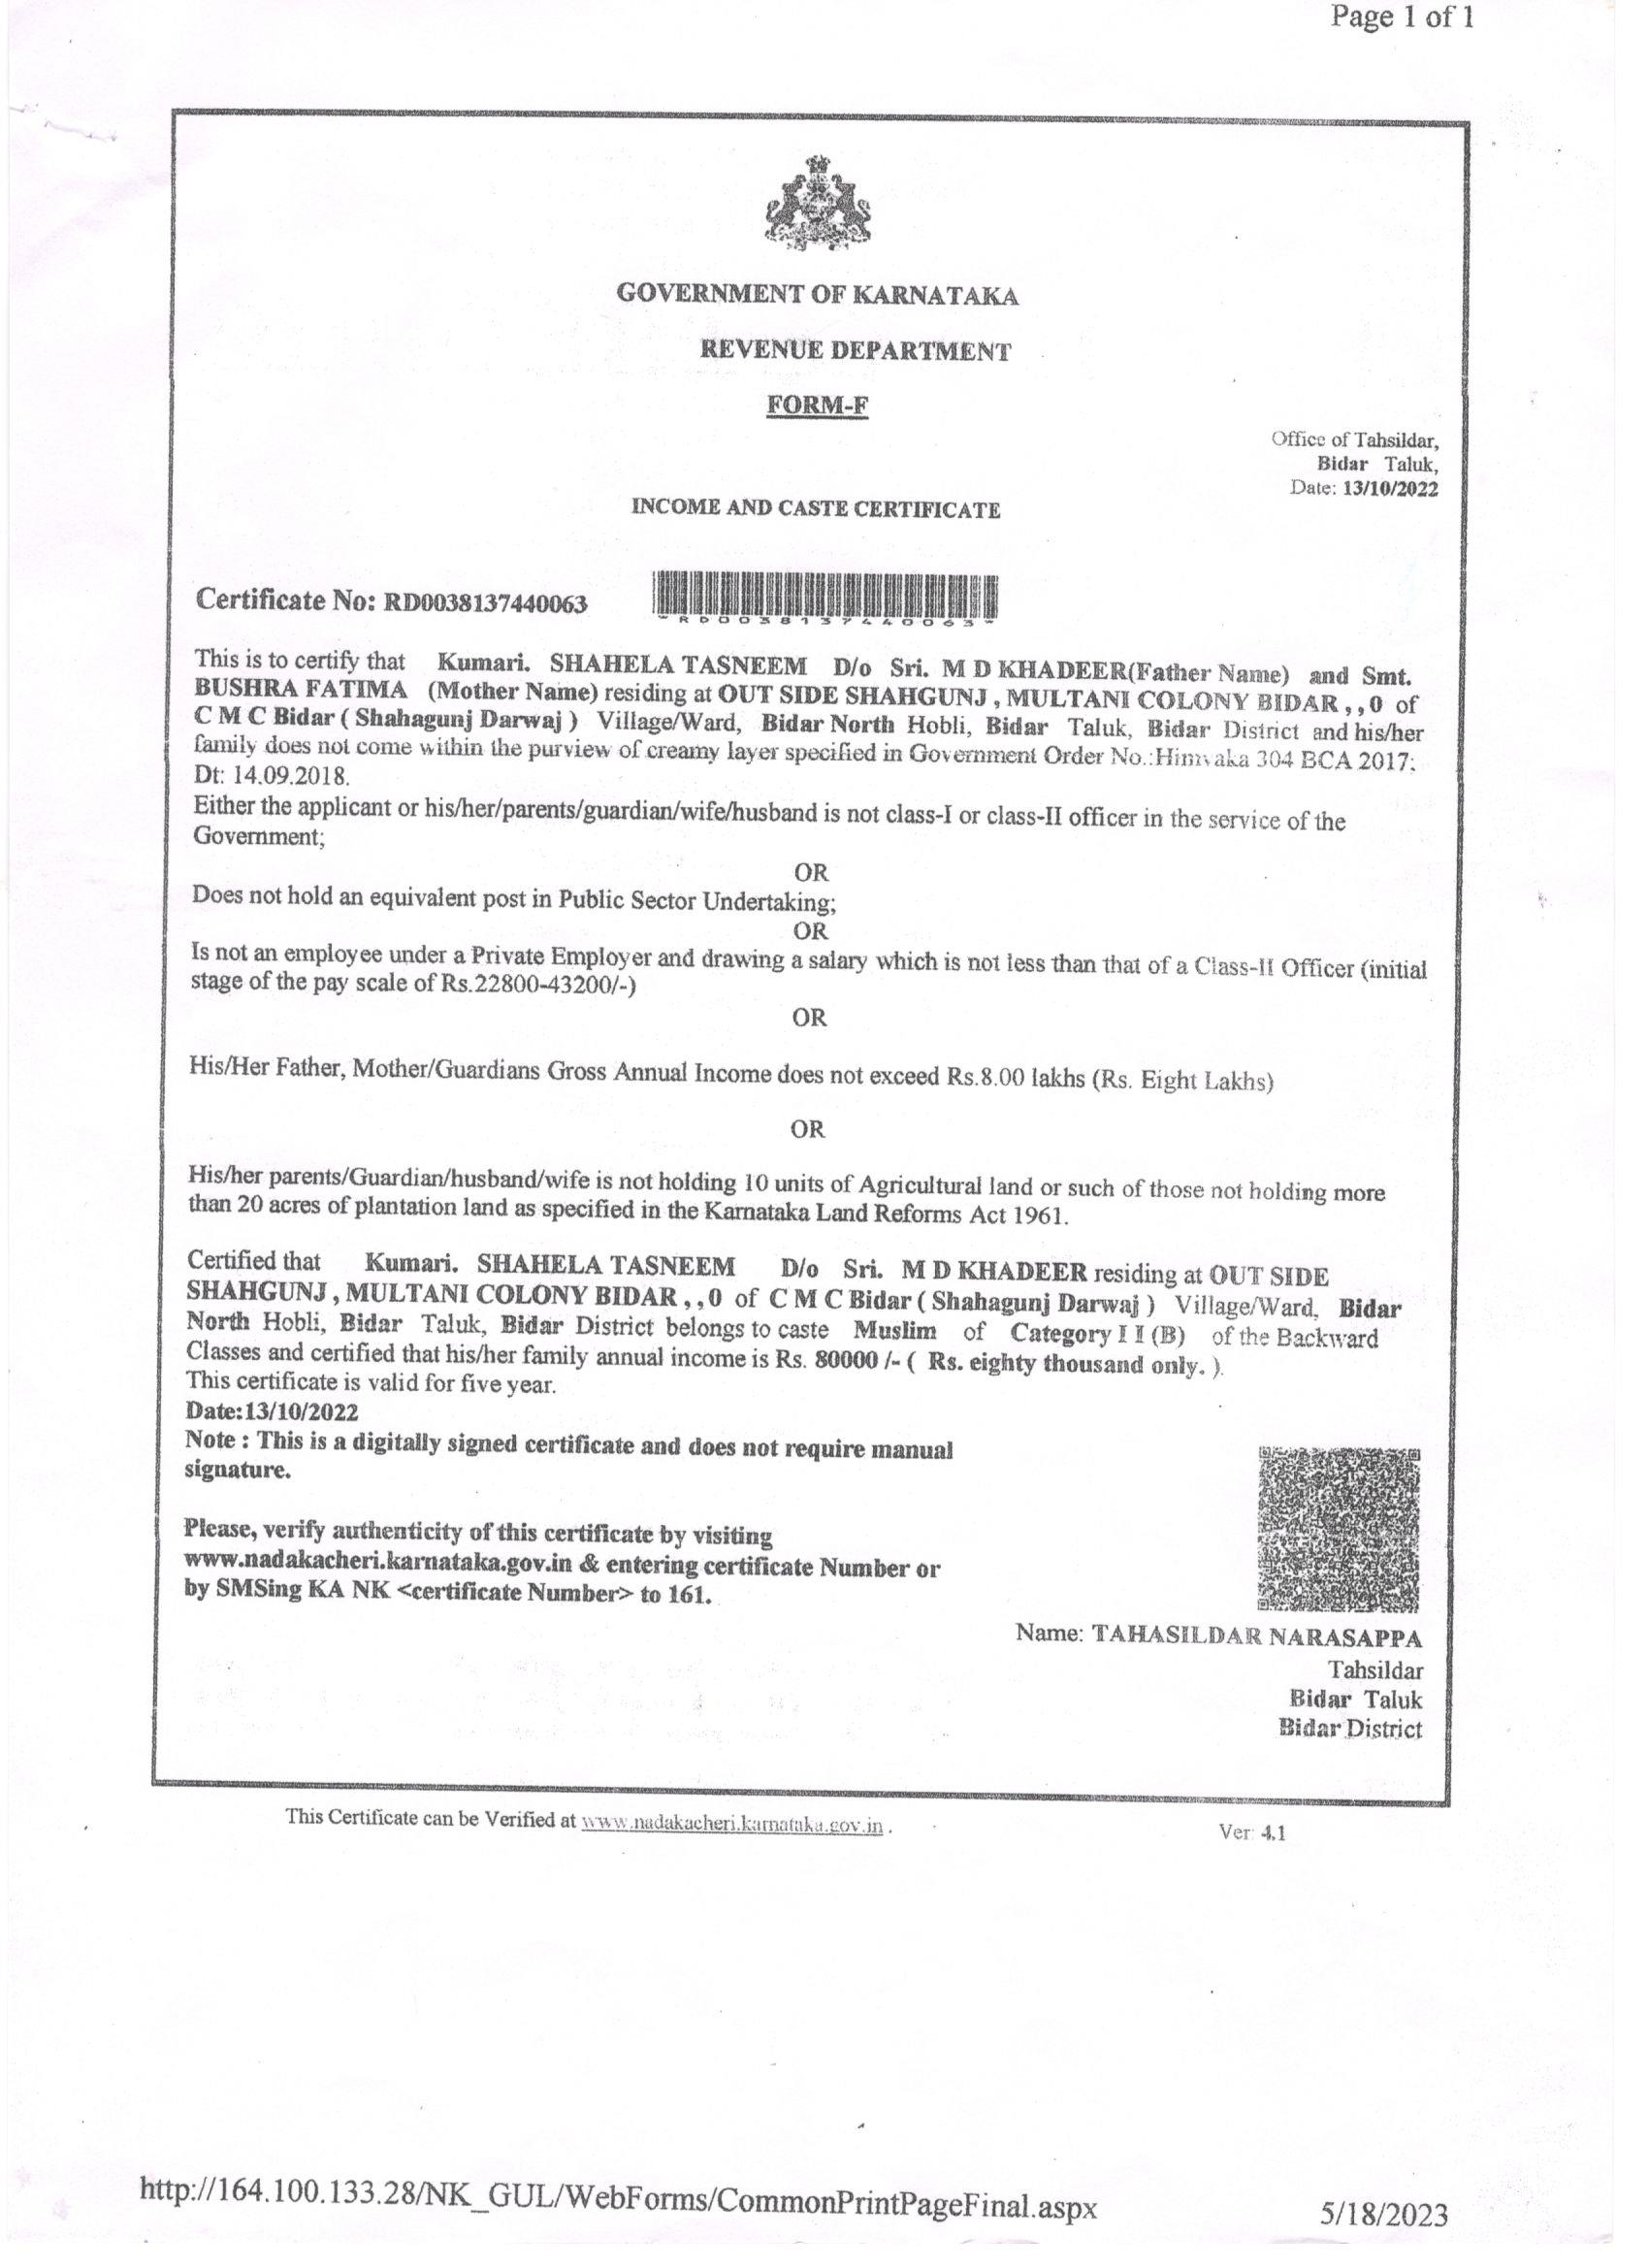 Page 1 of 1
GOVERNMENT OF KARNATAKA
REVENUE DEPARTMENT
FORM-F
Office of Tahsildar,
Bidar Taluk,
Date: 13/10/2022
INCOME AND CASTE CERTIFICATE
Certificate No: RD0038137440063
~RD0038137440063~
This is to certify that Kumari. SHAHELA TASNEEM D/o Sri. M D KHADEER(Father Name) and Smt.
BUSHRA FATIMA (Mother Name) residing at OUT SIDE SHAHGUNJ , MULTANI COLONY BIDAR , ,0 of
C M C Bidar ( Shahagunj Darwaj ) Village/Ward, Bidar North Hobli, Bidar Taluk, Bidar District and his/her
family does not come within the purview of creamy layer specified in Government Order No.:Himvaka 304 BCA 2017:
Dt: 14.09.2018.
Either the applicant or his/her/parents/guardian/wife/husband is not class-I or class-II officer in the service of the
Government;
OR
Does not hold an equivalent post in Public Sector Undertaking;
OR
Is not an employee under a Private Employer and drawing a salary which is not less than that of a Class-II Officer (initial
stage of the pay scale of Rs.22800-43200/-)
OR
His/Her Father, Mother/Guardians Gross Annual Income does not exceed Rs.8.00 lakhs (Rs. Eight Lakhs)
OR
His/her parents/Guardian/husband/wife is not holding 10 units of Agricultural land or such of those not holding more
than 20 acres of plantation land as specified in the Karnataka Land Reforms Act 1961.
Certified that Kumari. SHAHELA TASNEEM D/o Sri. M D KHADEER residing at OUT SIDE
SHAHGUNJ , MULTANI COLONY BIDAR , ,0 of C M C Bidar ( Shahagunj Darwaj ) Village/Ward, Bidar
North Hobli, Bidar Taluk, Bidar District belongs to caste Muslim of Category I I (B) of the Backward
Classes and certified that his/her family annual income is Rs. 80000 /- ( Rs. eighty thousand only. ).
This certificate is valid for five year.
Date:13/10/2022
Note : This is a digitally signed certificate and does not require manual
signature.
Please, verify authenticity of this certificate by visiting
www.nadakacheri.karnataka.gov.in & entering certificate Number or
by SMSing KA NK <certificate Number> to 161.
Name: TAHASILDAR NARASAPPA
Tahsildar
Bidar Taluk
Bidar District
This Certificate can be Verified at www.nadakacheri.karnataka.gov.in .
Ver: 4.1
http://164.100.133.28/NK_GUL/WebForms/CommonPrintPageFinal.aspx
5/18/2023